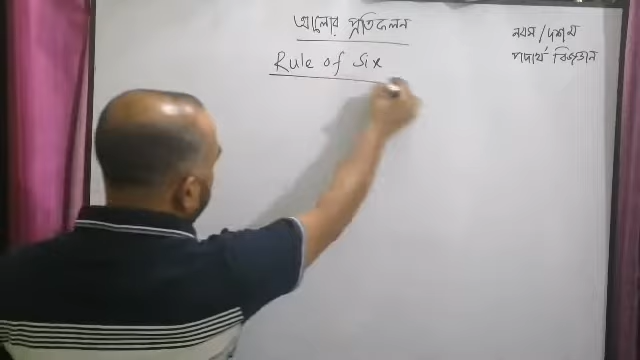 আলোর প্রতিফলন
Rule of Six
নবম/দশম
পদার্থ বিজ্ঞান